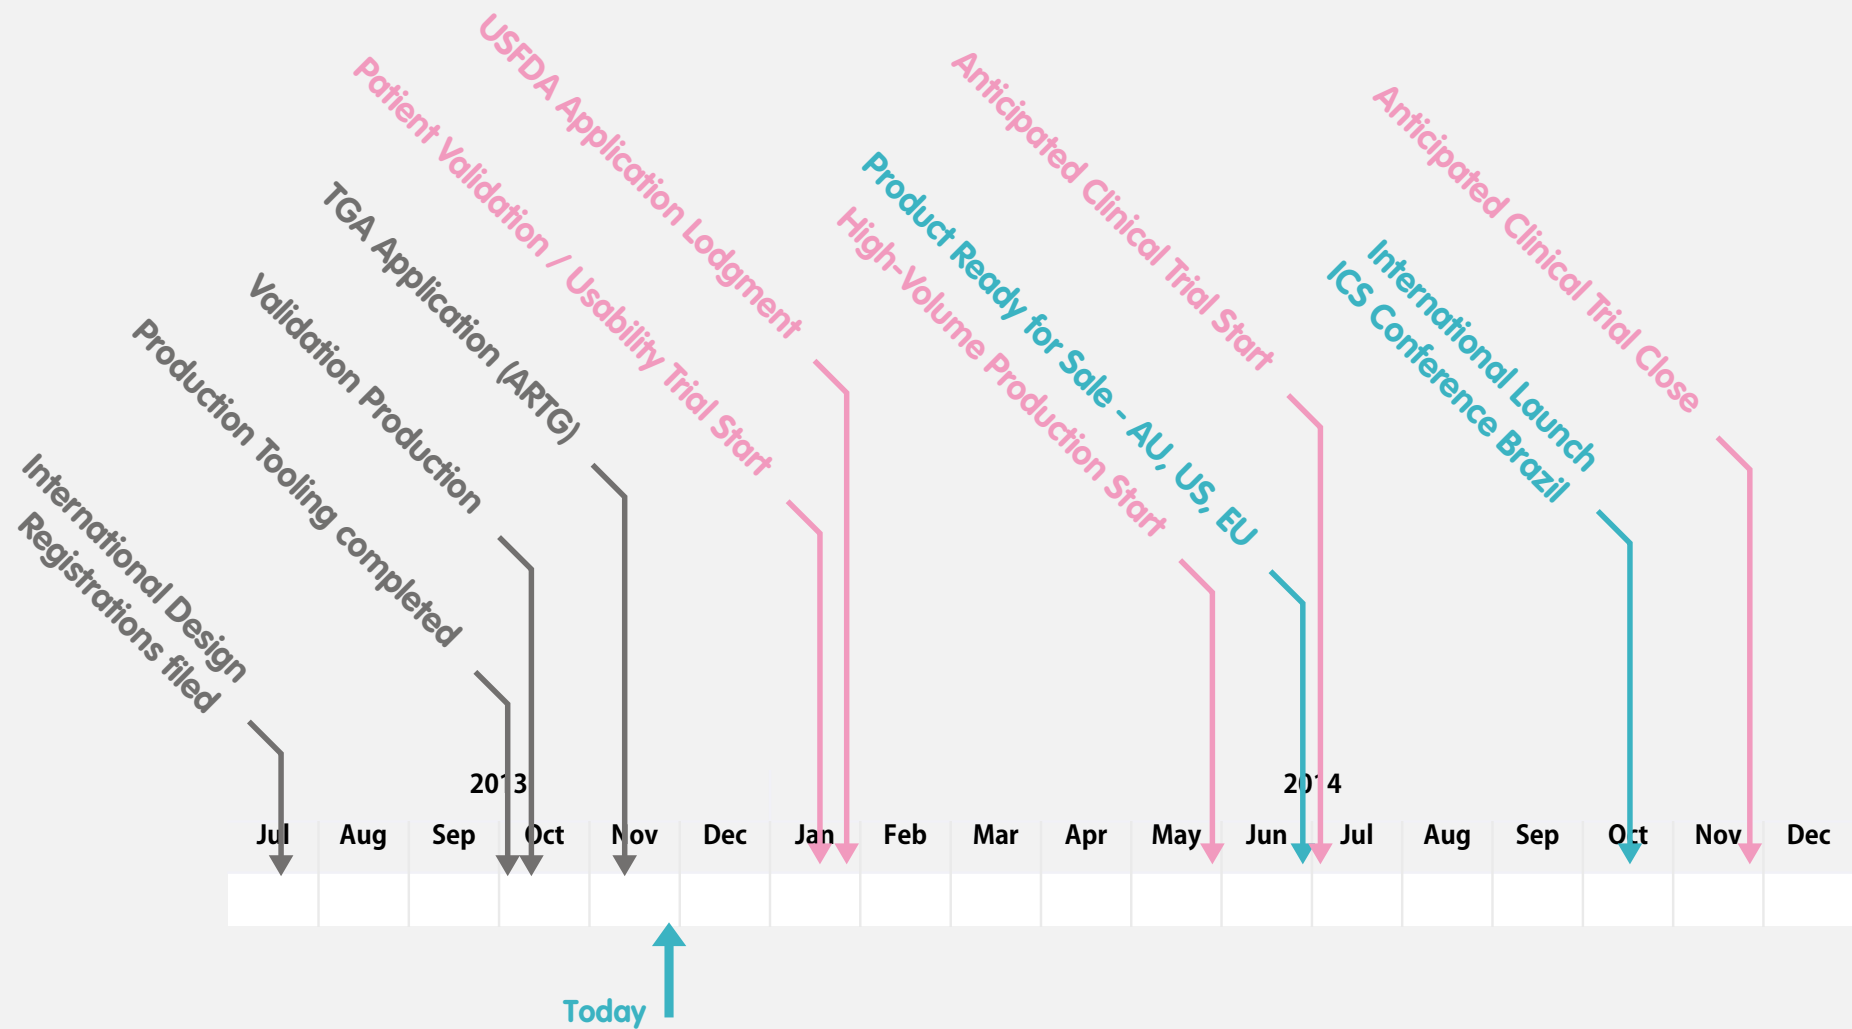 International Design
Registrations filed
Production Tooling completed
Validation Production
TGA Application (ARTG)
Patient Validation / Usability Trial Start
USFDA Application Lodgment
High-Volume Production Start
Product Ready for Sale - AU, US, EU
Anticipated Clinical Trial Start
International Launch
ICS Conference Brazil
Anticipated Clinical Trial Close
2013 2014
Jul Aug Sep Oct Nov Dec Jan Feb Mar Apr May Jun Jul Aug Sep Oct Nov Dec
Today